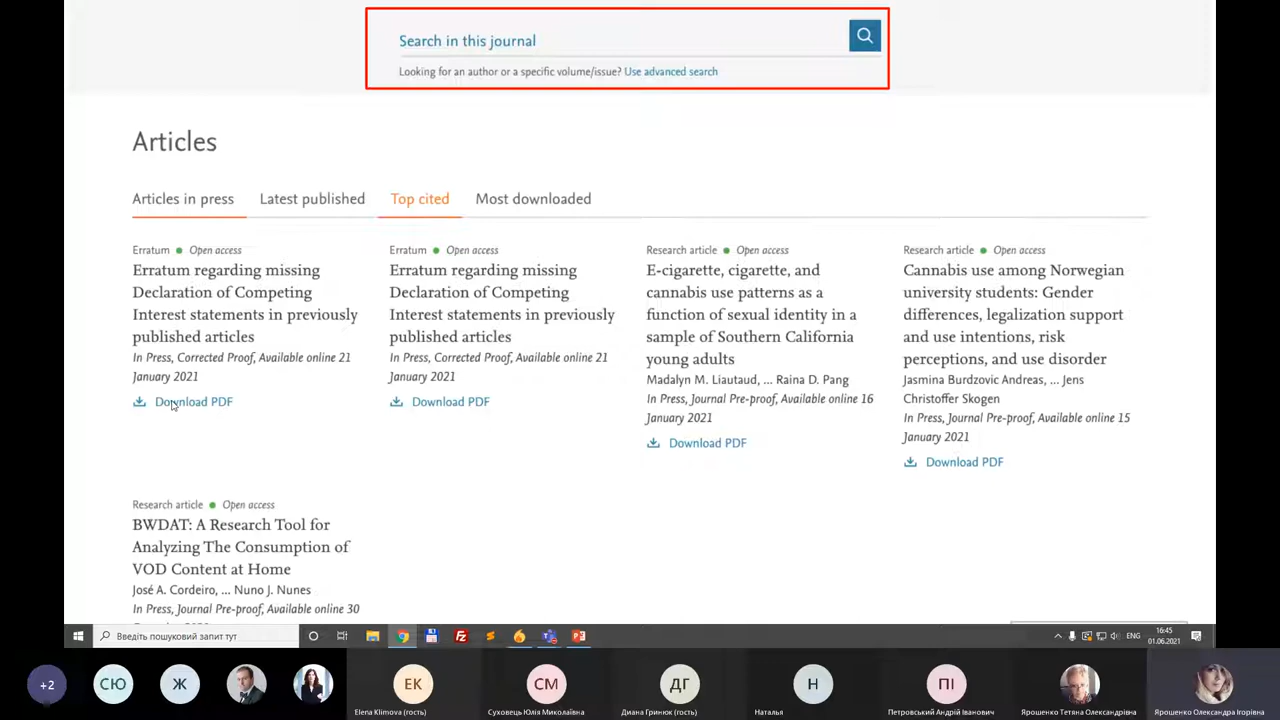 Search in this journal
Looking for an author or a specific volume/issue? Use advanced search
Articles
Articles in press Latest published Top cited Most downloaded
Erratum Open access
Erratum regarding missing
Declaration of Competing
Interest statements in previously
published articles
In Press, Corrected Proof, Available online 21
January 2021
Download PDF
Erratum Open access
Erratum regarding missing
Declaration of Competing
Interest statements in previously
published articles
In Press, Corrected Proof, Available online 21
January 2021
Download PDF
Research article Open access
E-cigarette, cigarette, and
cannabis use patterns as a
function of sexual identity in a
sample of Southern California
young adults
Madalyn M. Liautaud, ... Raina D. Pang
In Press, Journal Pre-proof, Available online 16
January 2021
Download PDF
Research article Open access
Cannabis use among Norwegian
university students: Gender
differences, legalization support
and use intentions, risk
perceptions, and use disorder
Jasmina Burdzovic Andreas, ... Jens
Christoffer Skogen
In Press, Journal Pre-proof, Available online 15
January 2021
Download PDF
Research article Open access
BWDAT: A Research Tool for
Analyzing The Consumption of
VOD Content at Home
José A. Cordeiro, ... Nuno J. Nunes
In Press, Journal Pre-proof, Available online 30
Введіть пошуковий запит тут
ENG
16:45
01.06.2021
+2 СЮ Ж ЕК СМ ДГ Н ПІ
Elena Klimova (гость) Суховець Юлія Миколаївна Диана Гринюк (гость) Наталья Петровський Андрій Іванович Ярошенко Тетяна Олександрівна Ярошенко Олександра Ігорівна